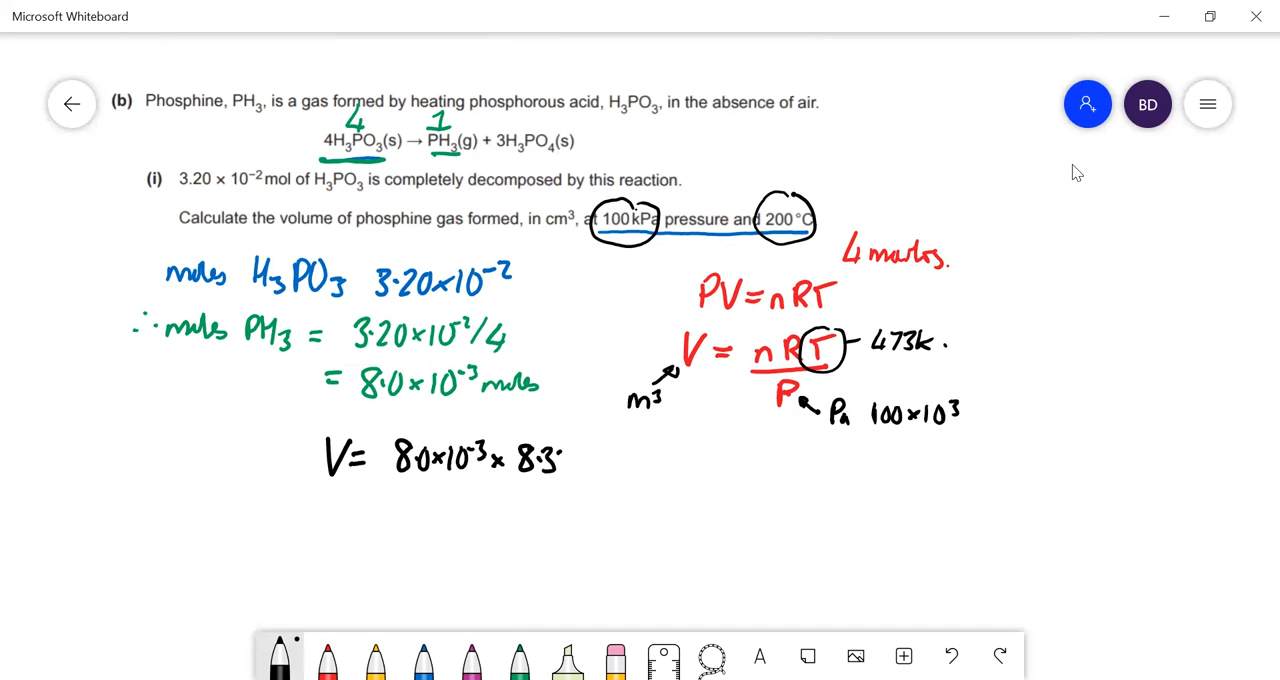 Microsoft Whiteboard
BD
(b) Phosphine, PH₃, is a gas formed by heating phosphorous acid, H₃PO₃, in the absence of air.
4 1
4H₃PO₃(s) → PH₃(g) + 3H₃PO₄(s)
(i) 3.20 × 10⁻² mol of H₃PO₃ is completely decomposed by this reaction.
Calculate the volume of phosphine gas formed, in cm³, at 100 kPa pressure and 200 °C
4 marks.
moles H₃PO₃ 3.20×10⁻²
PV = nRT
∴ moles PH₃ = 3.20×10⁻²/4
V = nRT - 473k.
P
m³
= 8.0×10⁻³ moles
Pa 100×10³
V = 8.0×10⁻³ × 8.3
A